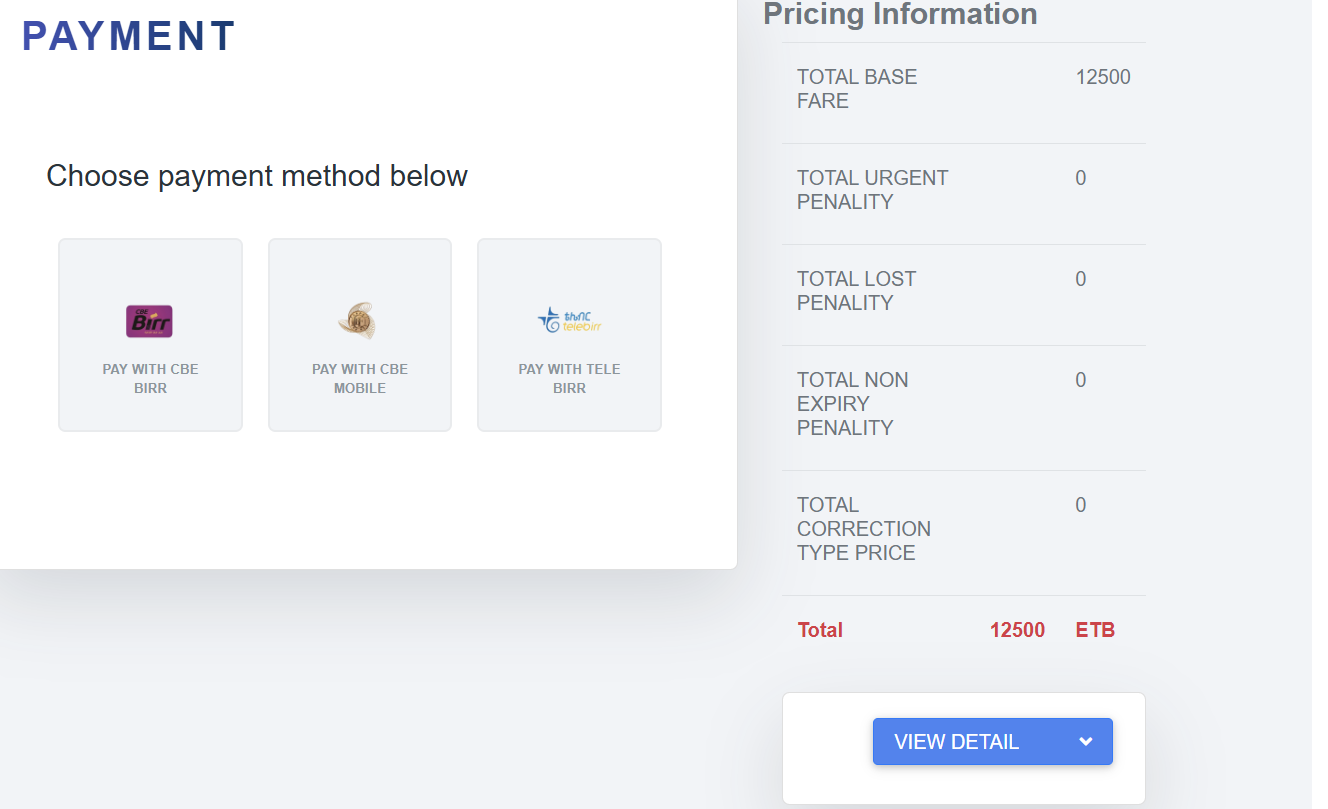 PAYMENT
Choose payment method below
CBE
Birr
PAY WITH CBE
BIRR
PAY WITH CBE
MOBILE
telebirr
PAY WITH TELE
BIRR
Pricing Information
TOTAL BASE
FARE
12500
TOTAL URGENT
PENALITY
0
TOTAL LOST
PENALITY
0
TOTAL NON
EXPIRY
PENALITY
0
TOTAL
CORRECTION
TYPE PRICE
0
Total 12500 ETB
VIEW DETAIL